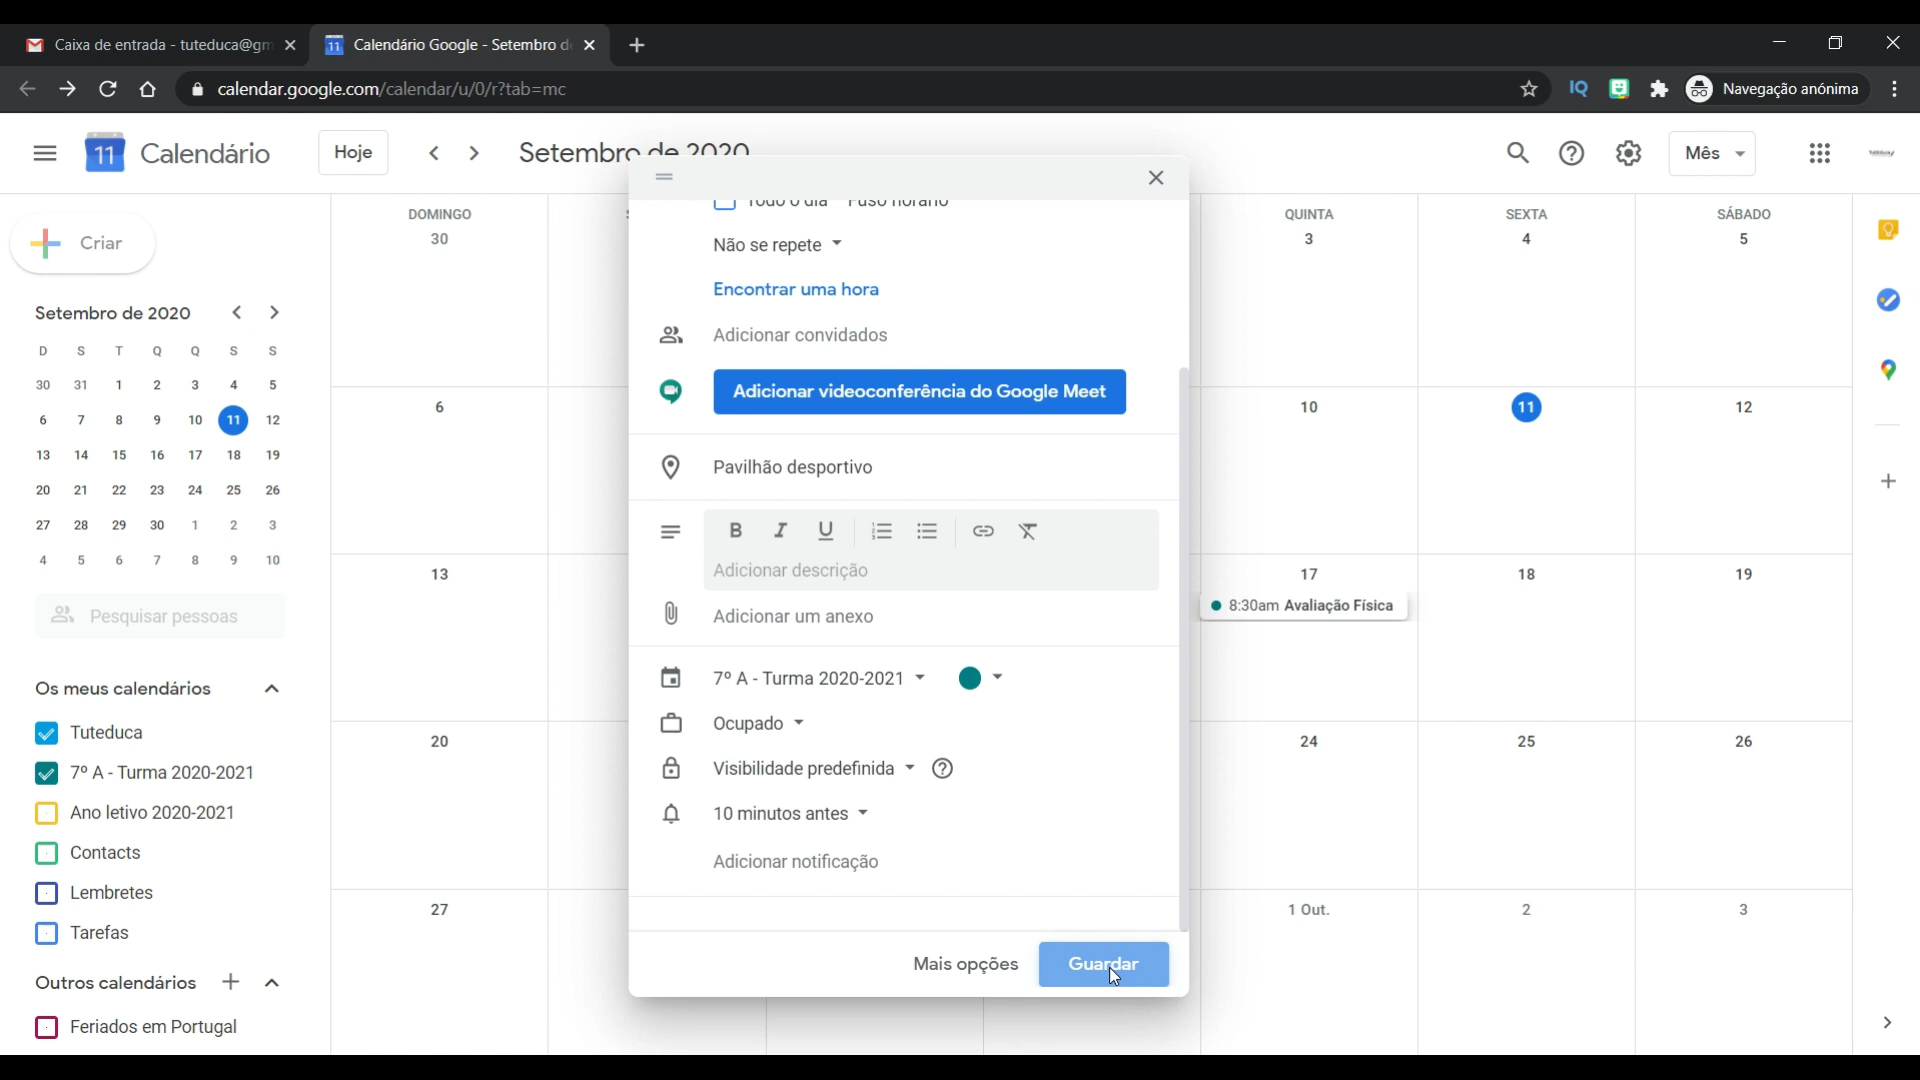 Caixa de entrada - tuteduca@gm
Calendário Google - Setembro d
calendar.google.com/calendar/u/0/r?tab=mc
Navegação anónima
11
Calendário
Hoje
Setembro de 2020
Mês
Criar
Setembro de 2020
D S T Q Q S S
30 31 1 2 3 4 5
6 7 8 9 10 11 12
13 14 15 16 17 18 19
20 21 22 23 24 25 26
27 28 29 30 1 2 3
4 5 6 7 8 9 10
Pesquisar pessoas
Os meus calendários
Tuteduca
7º A - Turma 2020-2021
Ano letivo 2020-2021
Contacts
Lembretes
Tarefas
Outros calendários
Feriados em Portugal
DOMINGO
30
6
13
20
27
Todo o dia Fuso horário
Não se repete
Encontrar uma hora
Adicionar convidados
Adicionar videoconferência do Google Meet
Pavilhão desportivo
B I U
Adicionar descrição
Adicionar um anexo
7º A - Turma 2020-2021
Ocupado
Visibilidade predefinida
10 minutos antes
Adicionar notificação
Mais opções
Guardar
QUINTA
3
10
17
8:30am Avaliação Física
24
1 Out.
SEXTA
4
11
18
25
2
SÁBADO
5
12
19
26
3